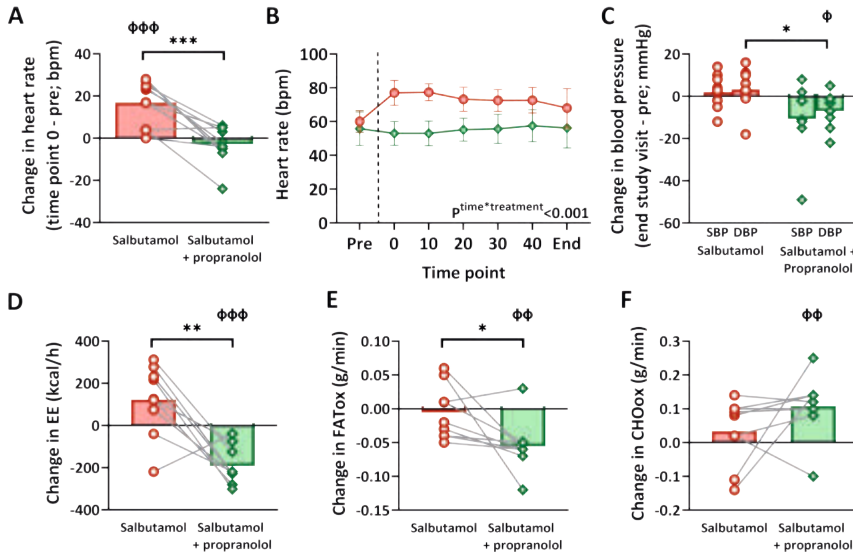 A
ϕϕϕ
***
Change in heart rate
(time point 0 - pre; bpm)
40
20
0
-20
-40
Salbutamol
Salbutamol
+ propranolol
B
Heart rate (bpm)
100
80
60
40
20
0
P^time*treatment<0.001
Pre 0 10 20 30 40 End
Time point
C
ϕ
*
Change in blood pressure
(end study visit - pre; mmHg)
20
0
-20
-40
-60
SBP DBP SBP DBP
Salbutamol
Salbutamol +
Propranolol
D
ϕϕϕ
**
Change in EE (kcal/h)
400
200
0
-200
-400
Salbutamol
Salbutamol
+ propranolol
E
ϕϕ
*
Change in FATox (g/min)
0.10
0.05
0.00
-0.05
-0.10
-0.15
Salbutamol
Salbutamol
+ propranolol
F
ϕϕ
Change in CHOox (g/min)
0.3
0.2
0.1
0.0
-0.1
-0.2
Salbutamol
Salbutamol
+ propranolol